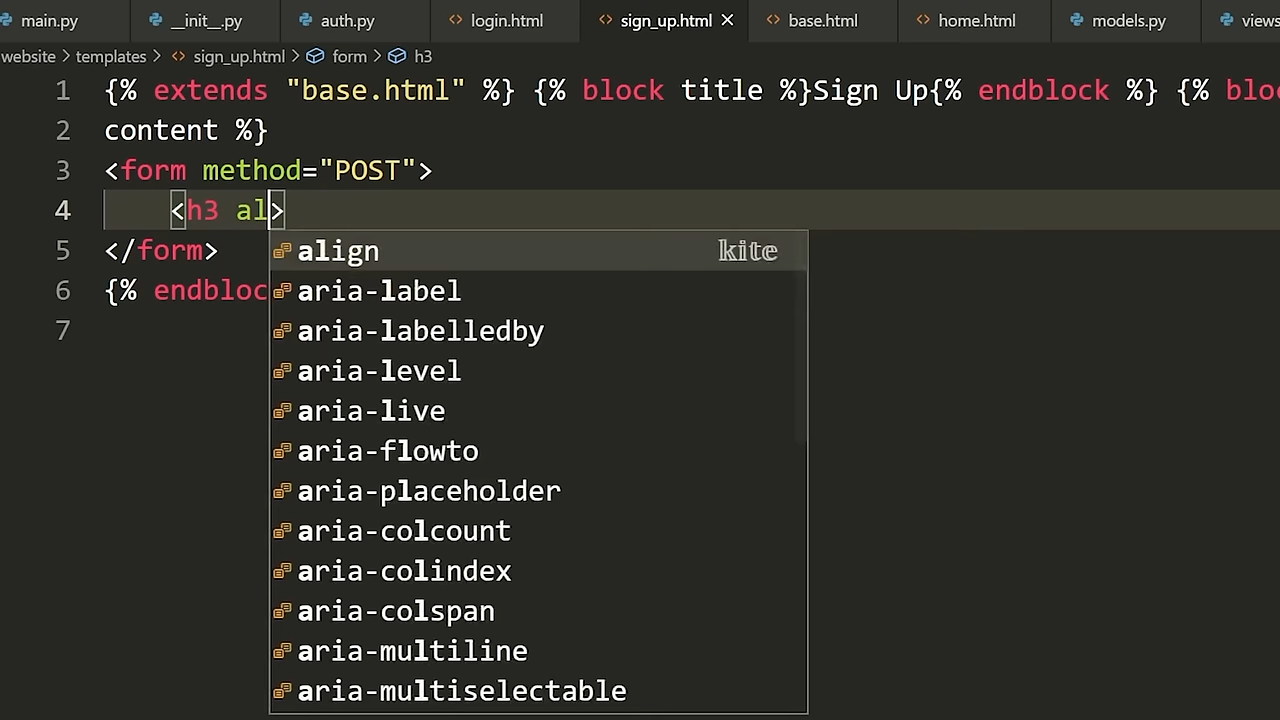 main.py __init__.py auth.py login.html sign_up.html base.html home.html models.py views
website > templates > sign_up.html > form > h3
1 {% extends "base.html" %} {% block title %}Sign Up{% endblock %} {% bloc
2 content %}
3 <form method="POST">
4 <h3 al>
5 </form>
6 {% endbloc
7
align kite
aria-label
aria-labelledby
aria-level
aria-live
aria-flowto
aria-placeholder
aria-colcount
aria-colindex
aria-colspan
aria-multiline
aria-multiselectable